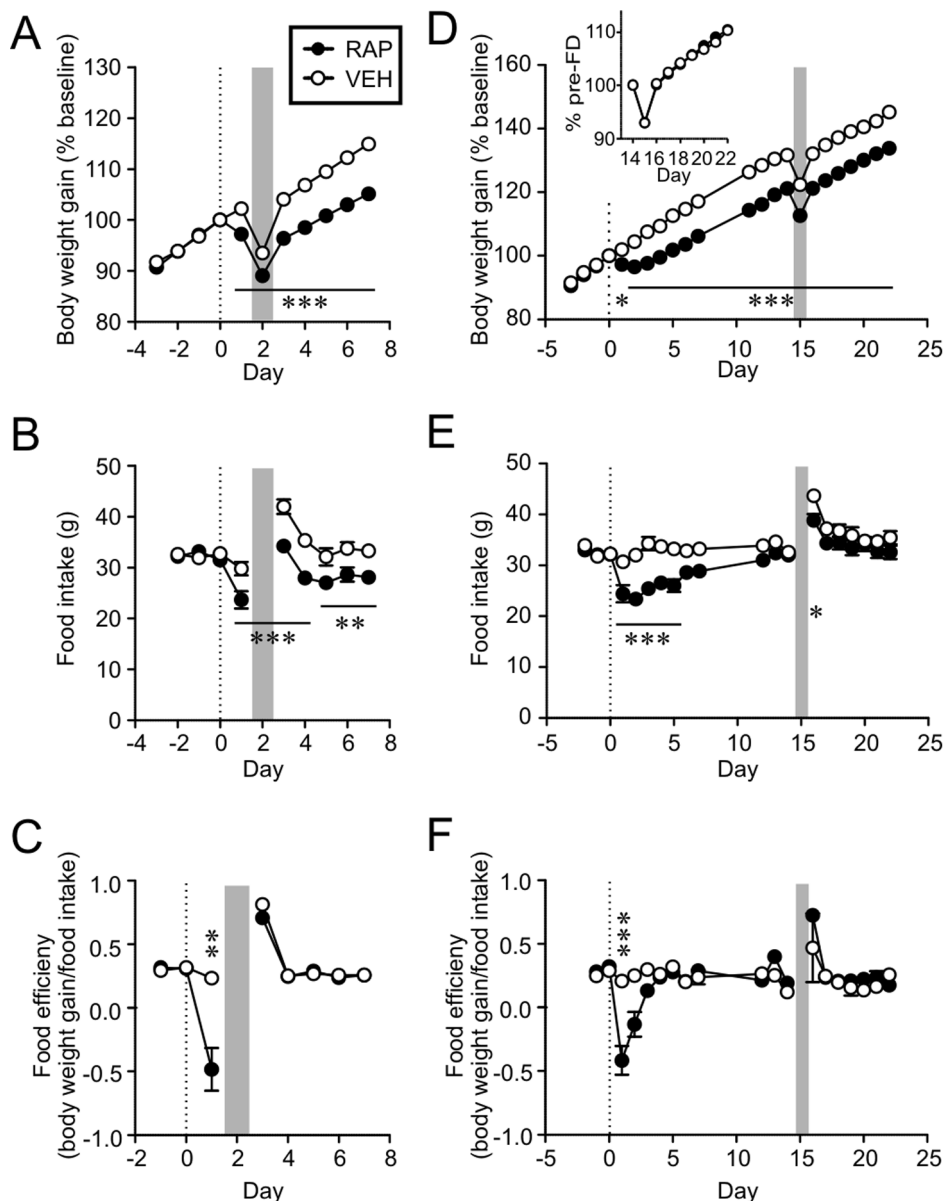 A
RAP
VEH
Body weight gain (% baseline)
130
120
110
100
90
80
***
-4 -2 0 2 4 6 8
Day
D
% pre-FD
110
100
90
14 16 18 20 22
Day
Body weight gain (% baseline)
160
140
120
100
80
* ***
-5 0 5 10 15 20 25
Day
B
Food intake (g)
50
40
30
20
10
0
*** **
-4 -2 0 2 4 6 8
Day
E
Food intake (g)
50
40
30
20
10
0
***
*
-5 0 5 10 15 20 25
Day
C
Food efficieny
(body weight gain/food intake)
1.0
0.5
0.0
-0.5
-1.0
**
-2 0 2 4 6 8
Day
F
Food efficieny
(body weight gain/food intake)
1.0
0.5
0.0
-0.5
-1.0
***
-5 0 5 10 15 20 25
Day